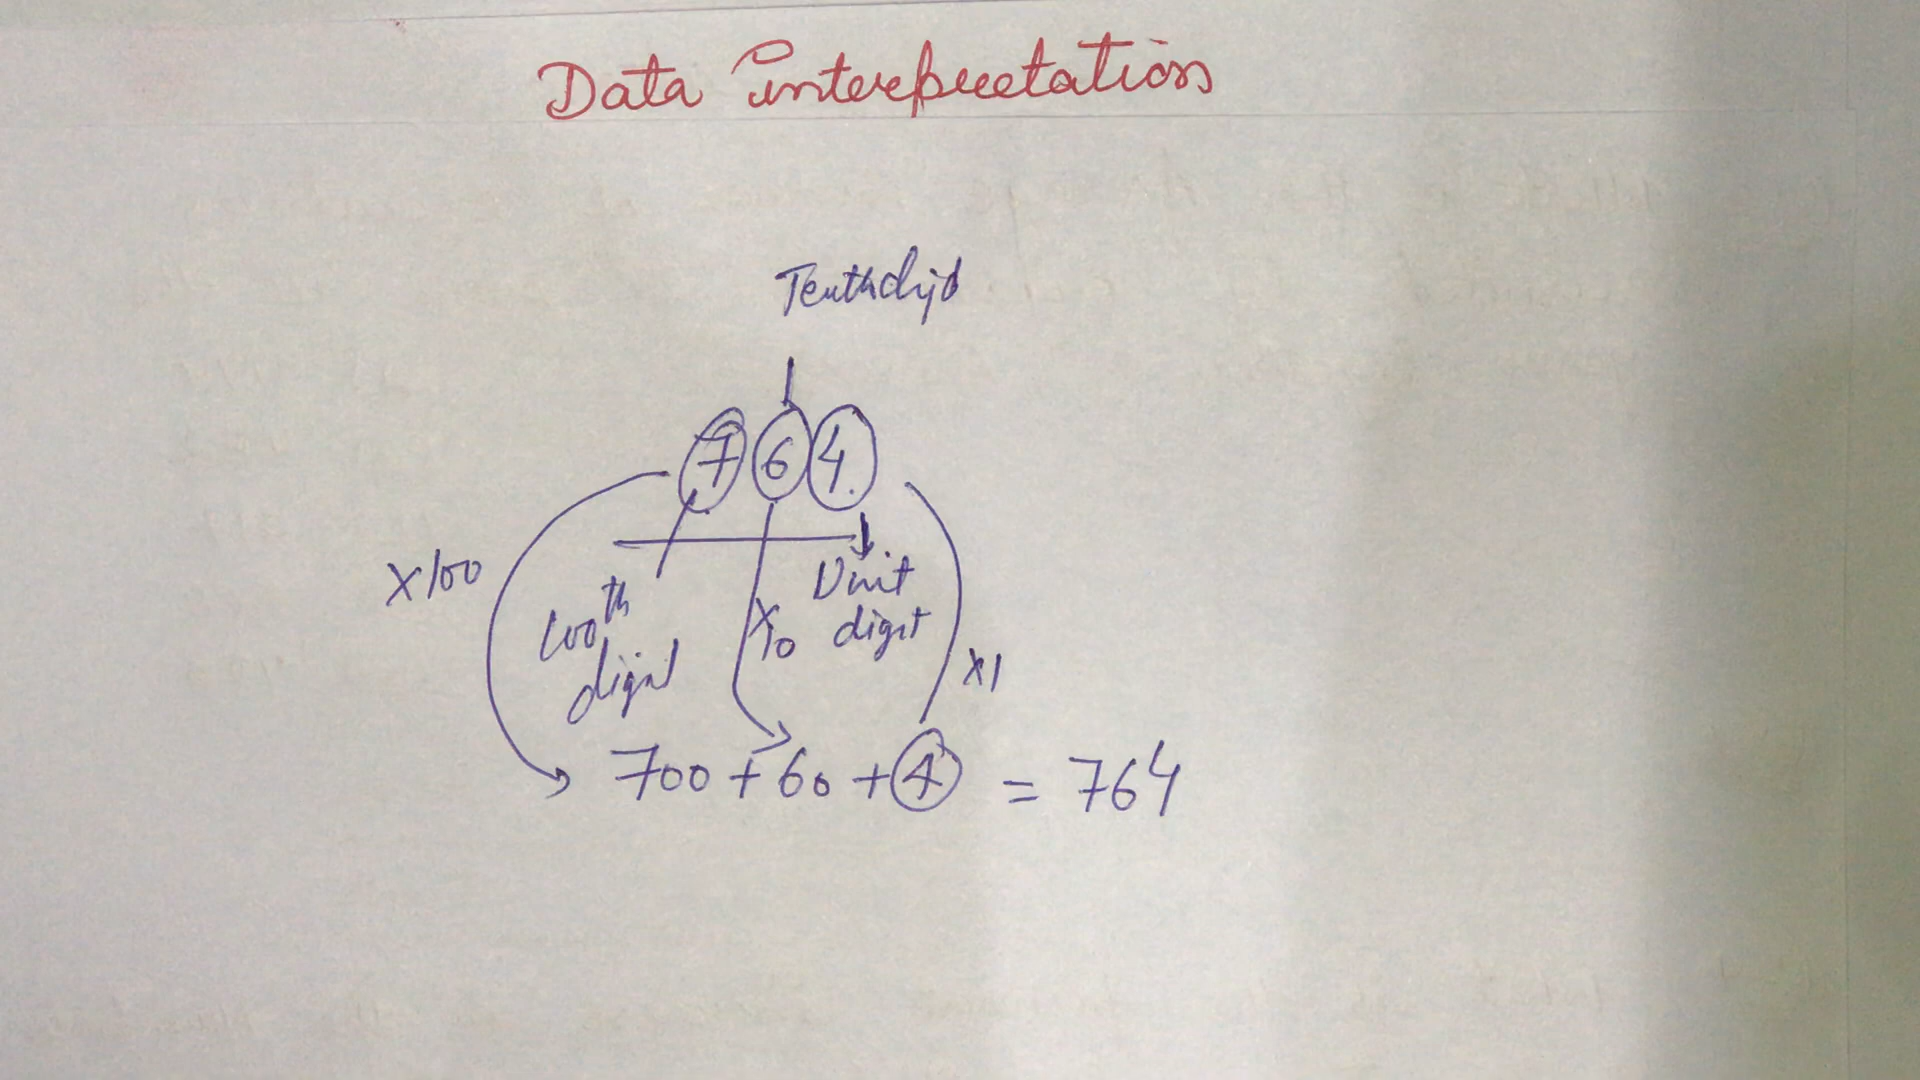 Data interpretation
Tenth digit
7 6 4
X100
100th
digit
X10
Unit
digit
X1
700 + 60 + 4 = 764